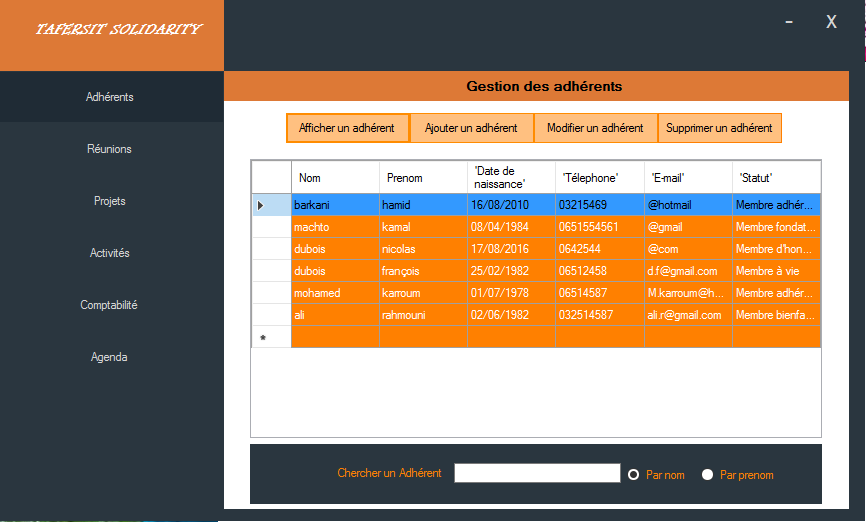 TAFERSIT SOLIDARITY
- X
Adhérents
Réunions
Projets
Activités
Comptabilité
Agenda
Gestion des adhérents
Afficher un adhérent Ajouter un adhérent Modifier un adhérent Supprimer un adhérent
Nom Prenom 'Date de naissance' 'Télephone' 'E-mail' 'Statut'
barkani hamid 16/08/2010 03215469 @hotmail Membre adhér...
machto kamal 08/04/1984 0651554561 @gmail Membre fondat...
dubois nicolas 17/08/2016 0642544 @com Membre d'hon...
dubois françois 25/02/1982 06512458 d.f@gmail.com Membre à vie
mohamed karroum 01/07/1978 06514587 M.karroum@h... Membre adhér...
ali rahmouni 02/06/1982 032514587 ali.r@gmail.com Membre bienfa...
Chercher un Adhérent Par nom Par prenom